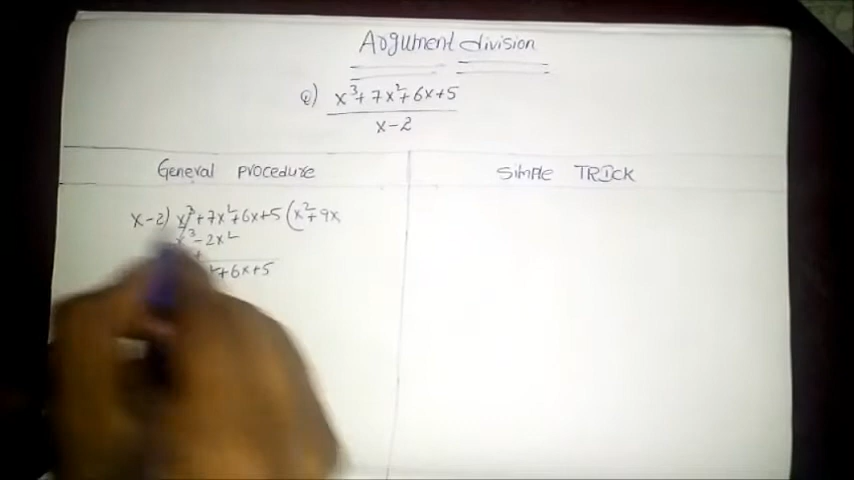 Argument division
Q) x³+7x²+6x+5
x-2
General procedure
Simple TRICK
x-2) x³+7x²+6x+5 (x²+9x
x³-2x²
+
²+6x+5